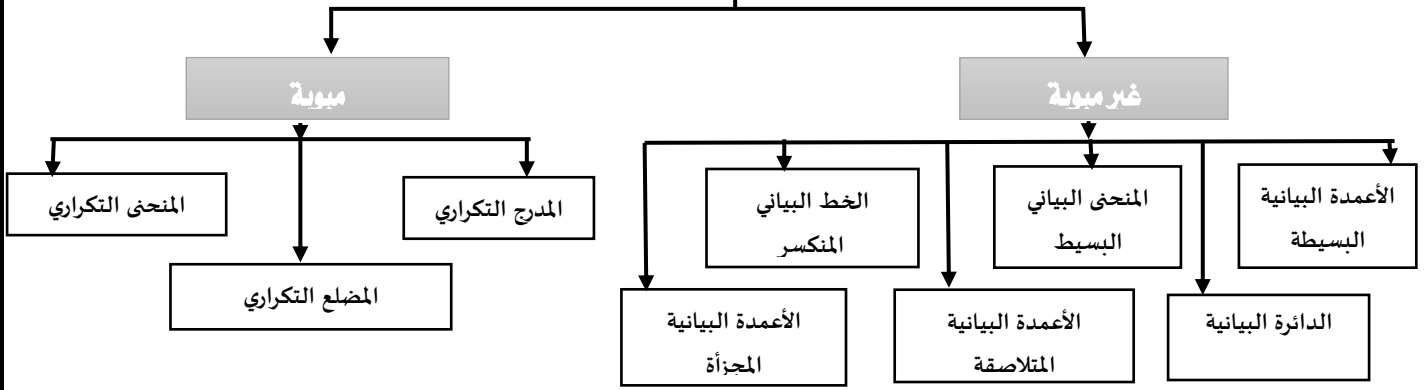 غير مبوبة
مبوبة
الأعمدة البيانية
البسيطة
المنحنى البياني
البسيط
الخط البياني
المنكسر
الدائرة البيانية
الأعمدة البيانية
المتلاصقة
الأعمدة البيانية
المجزأة
المدرج التكراري
المضلع التكراري
المنحنى التكراري